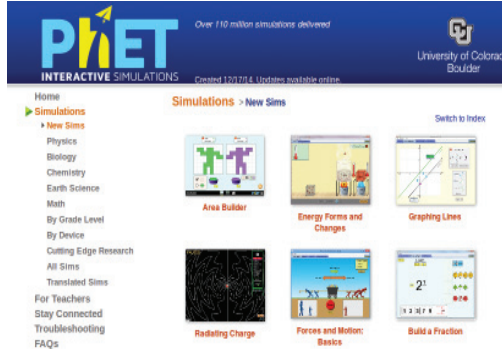 PhET
INTERACTIVE SIMULATIONS
Over 110 million simulations delivered
Created 12/17/14. Updates available online.
CU
University of Colorado
Boulder
Home
Simulations
New Sims
Physics
Biology
Chemistry
Earth Science
Math
By Grade Level
By Device
Cutting Edge Research
All Sims
Translated Sims
For Teachers
Stay Connected
Troubleshooting
FAQs
Simulations > New Sims
Switch to Index
Area Builder
Energy Forms and
Changes
Graphing Lines
Radiating Charge
Forces and Motion:
Basics
Build a Fraction